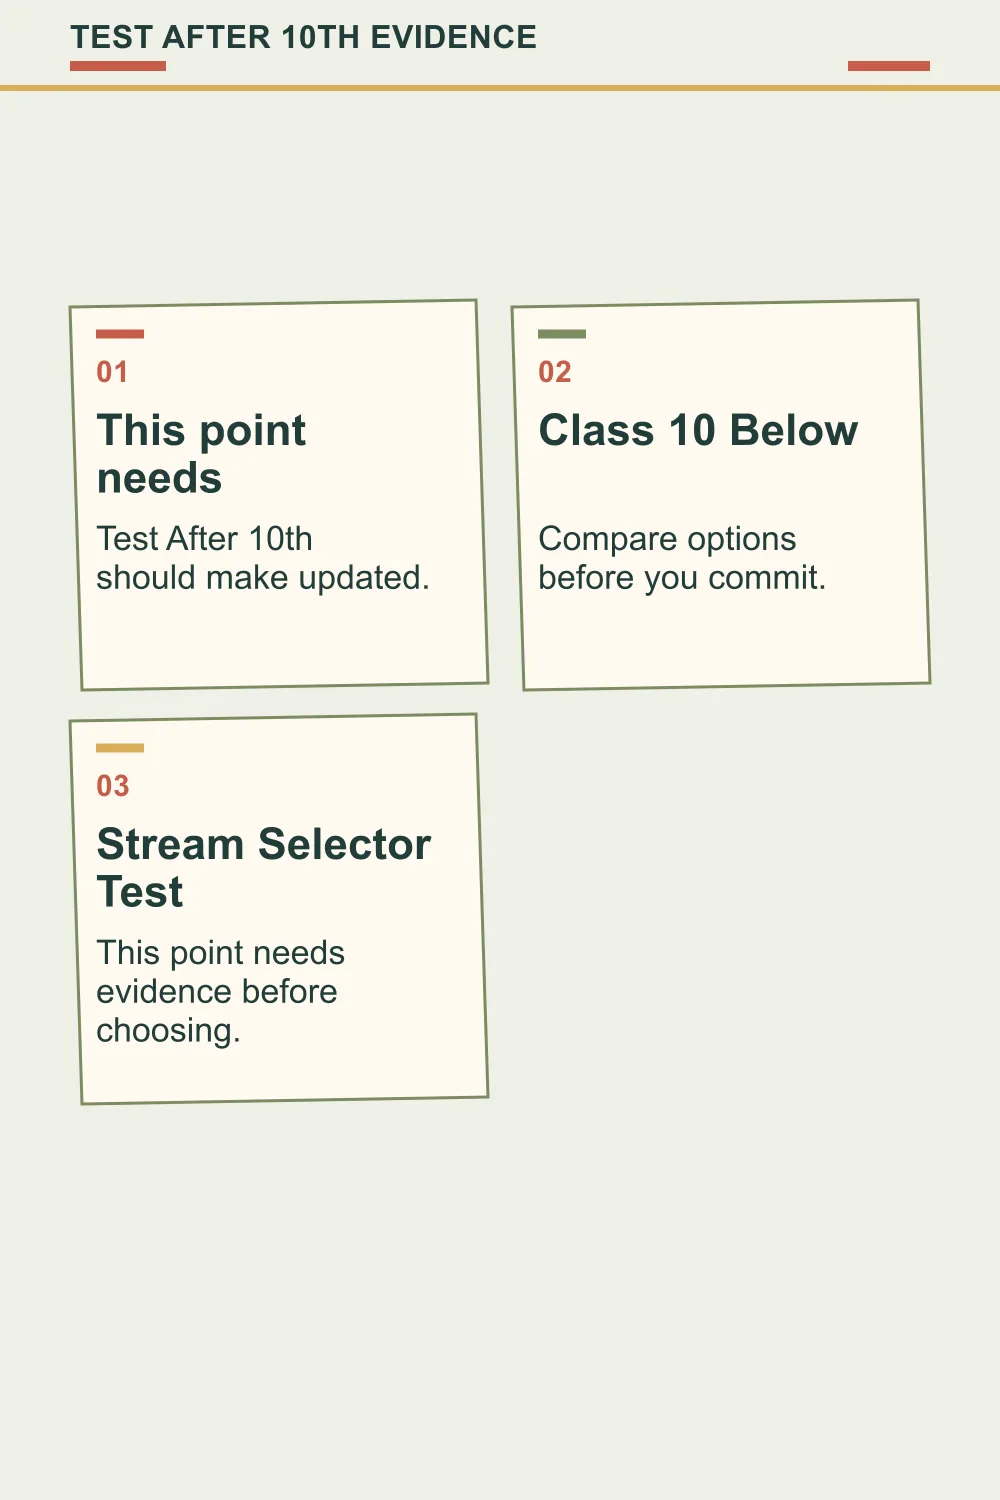 TEST AFTER 10TH EVIDENCE
01
This point
needs
Test After 10th
should make updated.
02
Class 10 Below
Compare options
before you commit.
03
Stream Selector
Test
This point needs
evidence before
choosing.